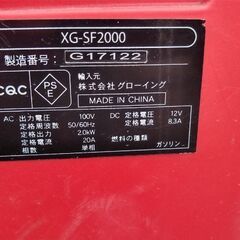 XG-SF2000
製造番号： G17122
CQC
PS E
輸入元
株式会社グローイング
MADE IN CHINA
AC 出力電圧 100V DC 定格電圧 12V
定格周波数 50/60Hz 定格電流 8.3A
定格出力 2.0kW
定格電流 20A 燃料の種類
相数 単相 ガソリン